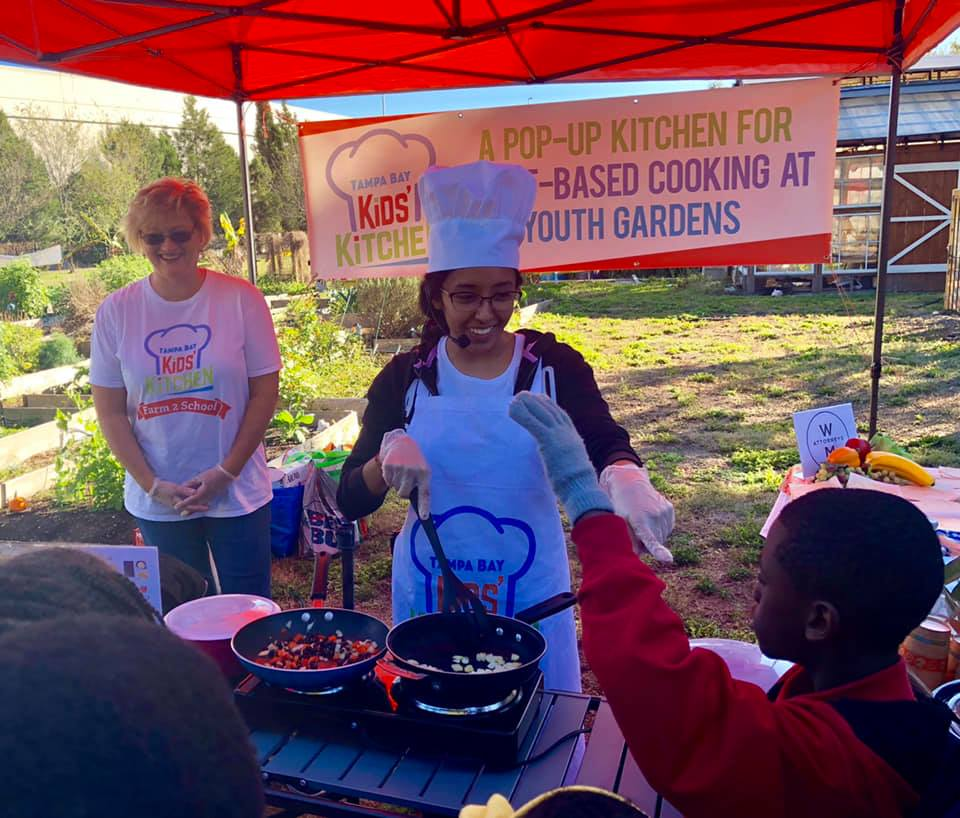 A POP-UP KITCHEN FOR
-BASED COOKING AT
YOUTH GARDENS
TAMPA BAY
KiDS'
KiTCHEN
TAMPA BAY
KiDS'
KiTCHEN
Farm 2 School
TAMPA BAY
KiDS'
W
ATTORNEYS
M